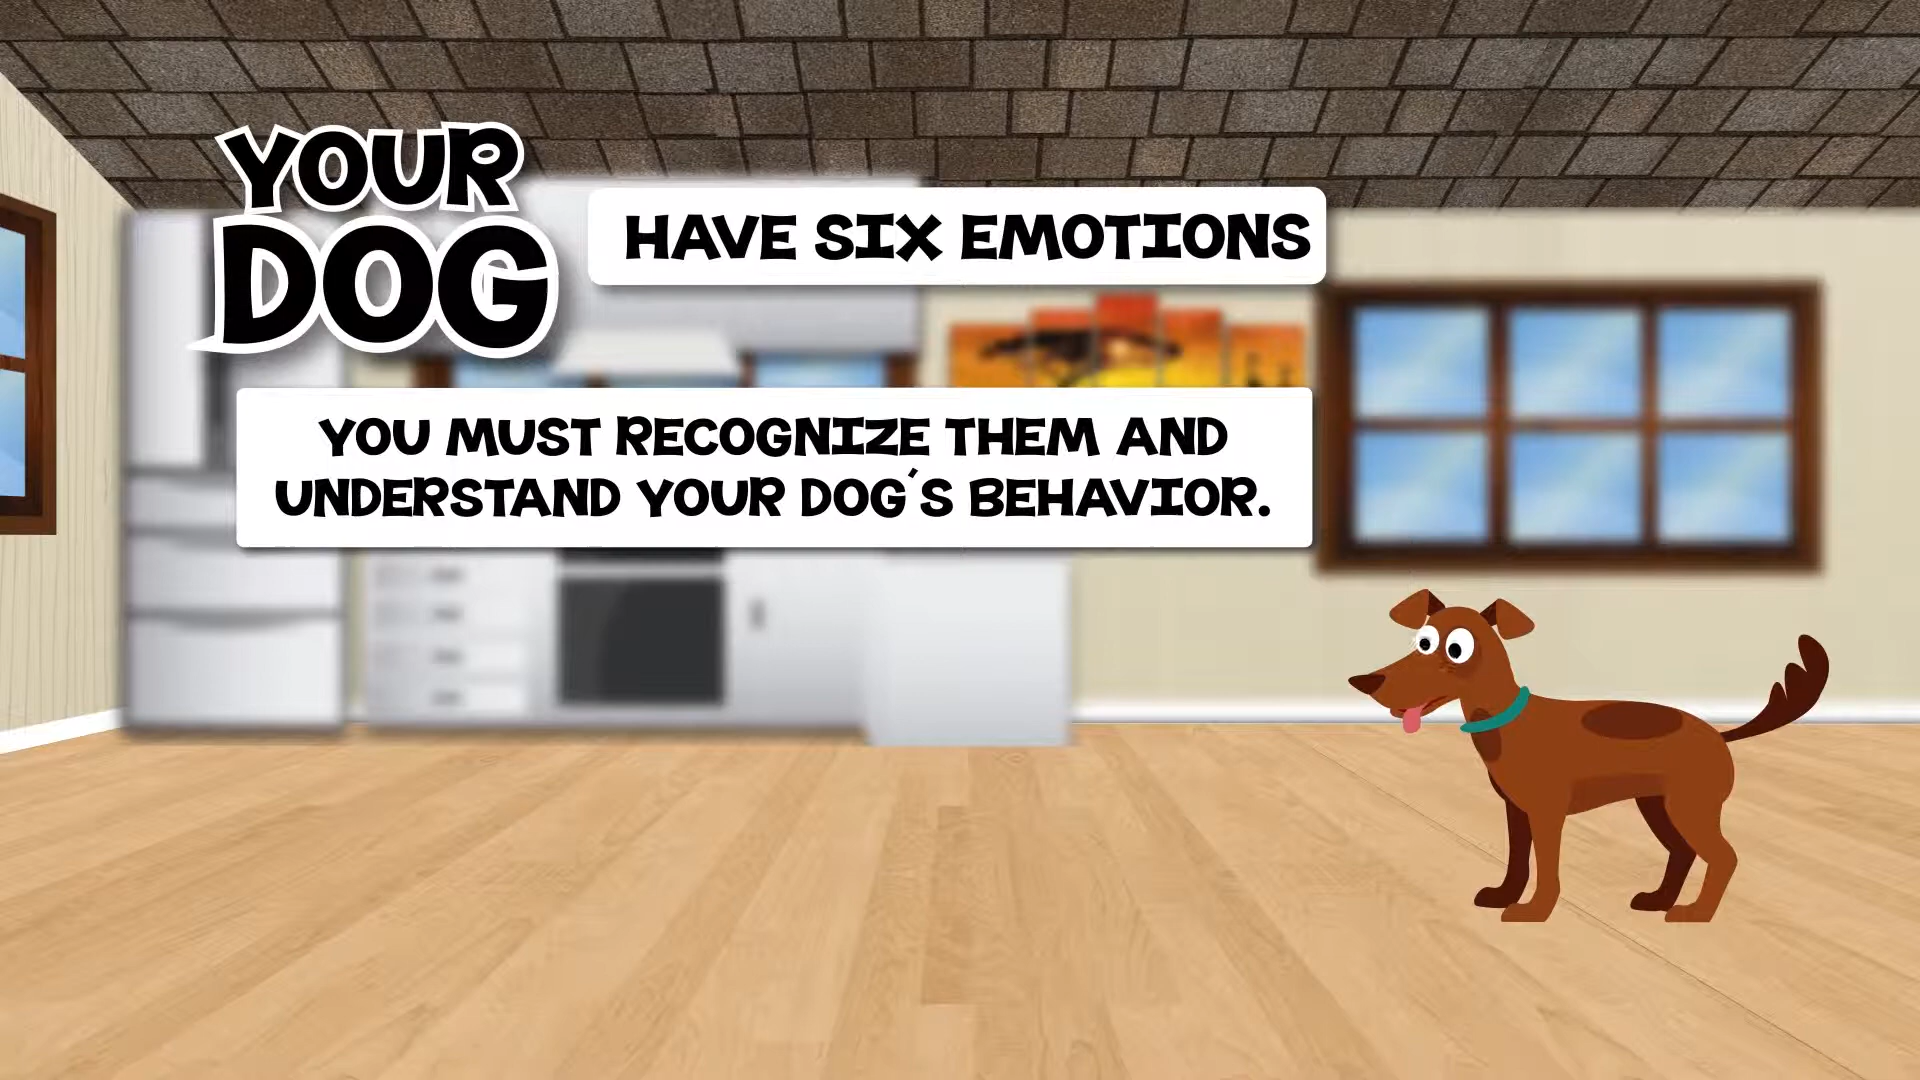 YOUR
DOG
HAVE SIX EMOTIONS
YOU MUST RECOGNIZE THEM AND
UNDERSTAND YOUR DOG´S BEHAVIOR.